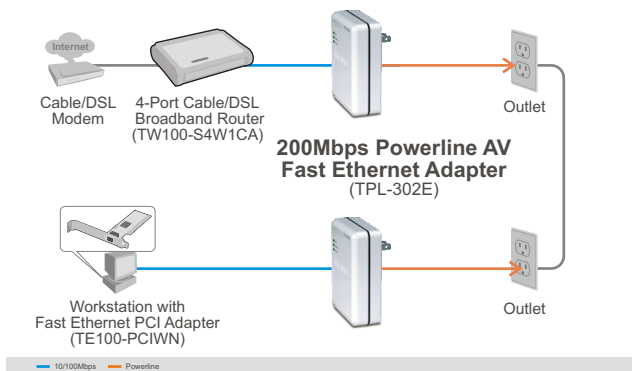 Internet
Cable/DSL
Modem
4-Port Cable/DSL
Broadband Router
(TW100-S4W1CA)
Outlet
200Mbps Powerline AV
Fast Ethernet Adapter
(TPL-302E)
Workstation with
Fast Ethernet PCI Adapter
(TE100-PCIWN)
Outlet
10/100Mbps
Powerline